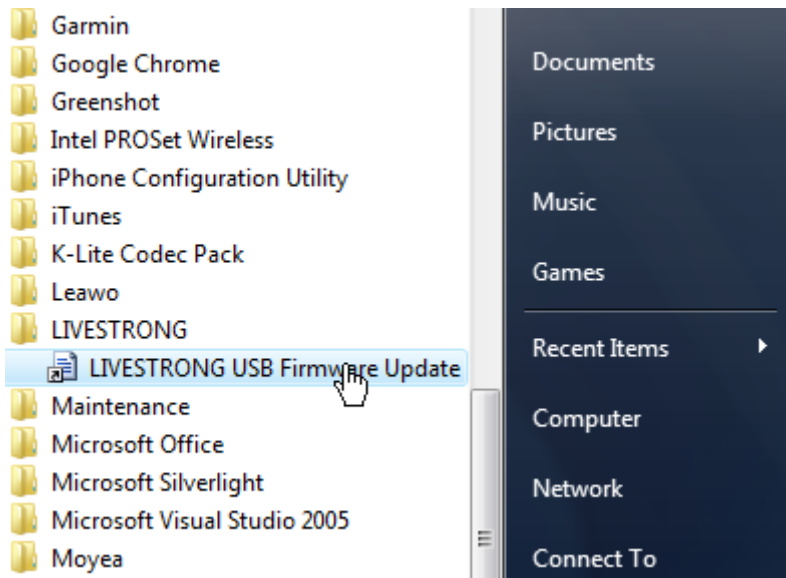 Garmin
Google Chrome
Greenshot
Intel PROSet Wireless
iPhone Configuration Utility
iTunes
K-Lite Codec Pack
Leawo
LIVESTRONG
LIVESTRONG USB Firmware Update
Maintenance
Microsoft Office
Microsoft Silverlight
Microsoft Visual Studio 2005
Moyea
Documents
Pictures
Music
Games
Recent Items
Computer
Network
Connect To